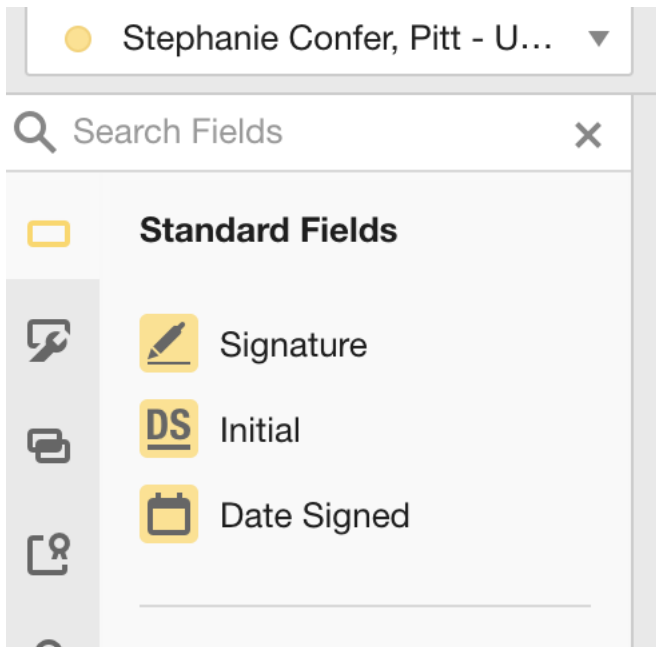 Stephanie Confer, Pitt - U...
Search Fields
Standard Fields
Signature
DS Initial
Date Signed